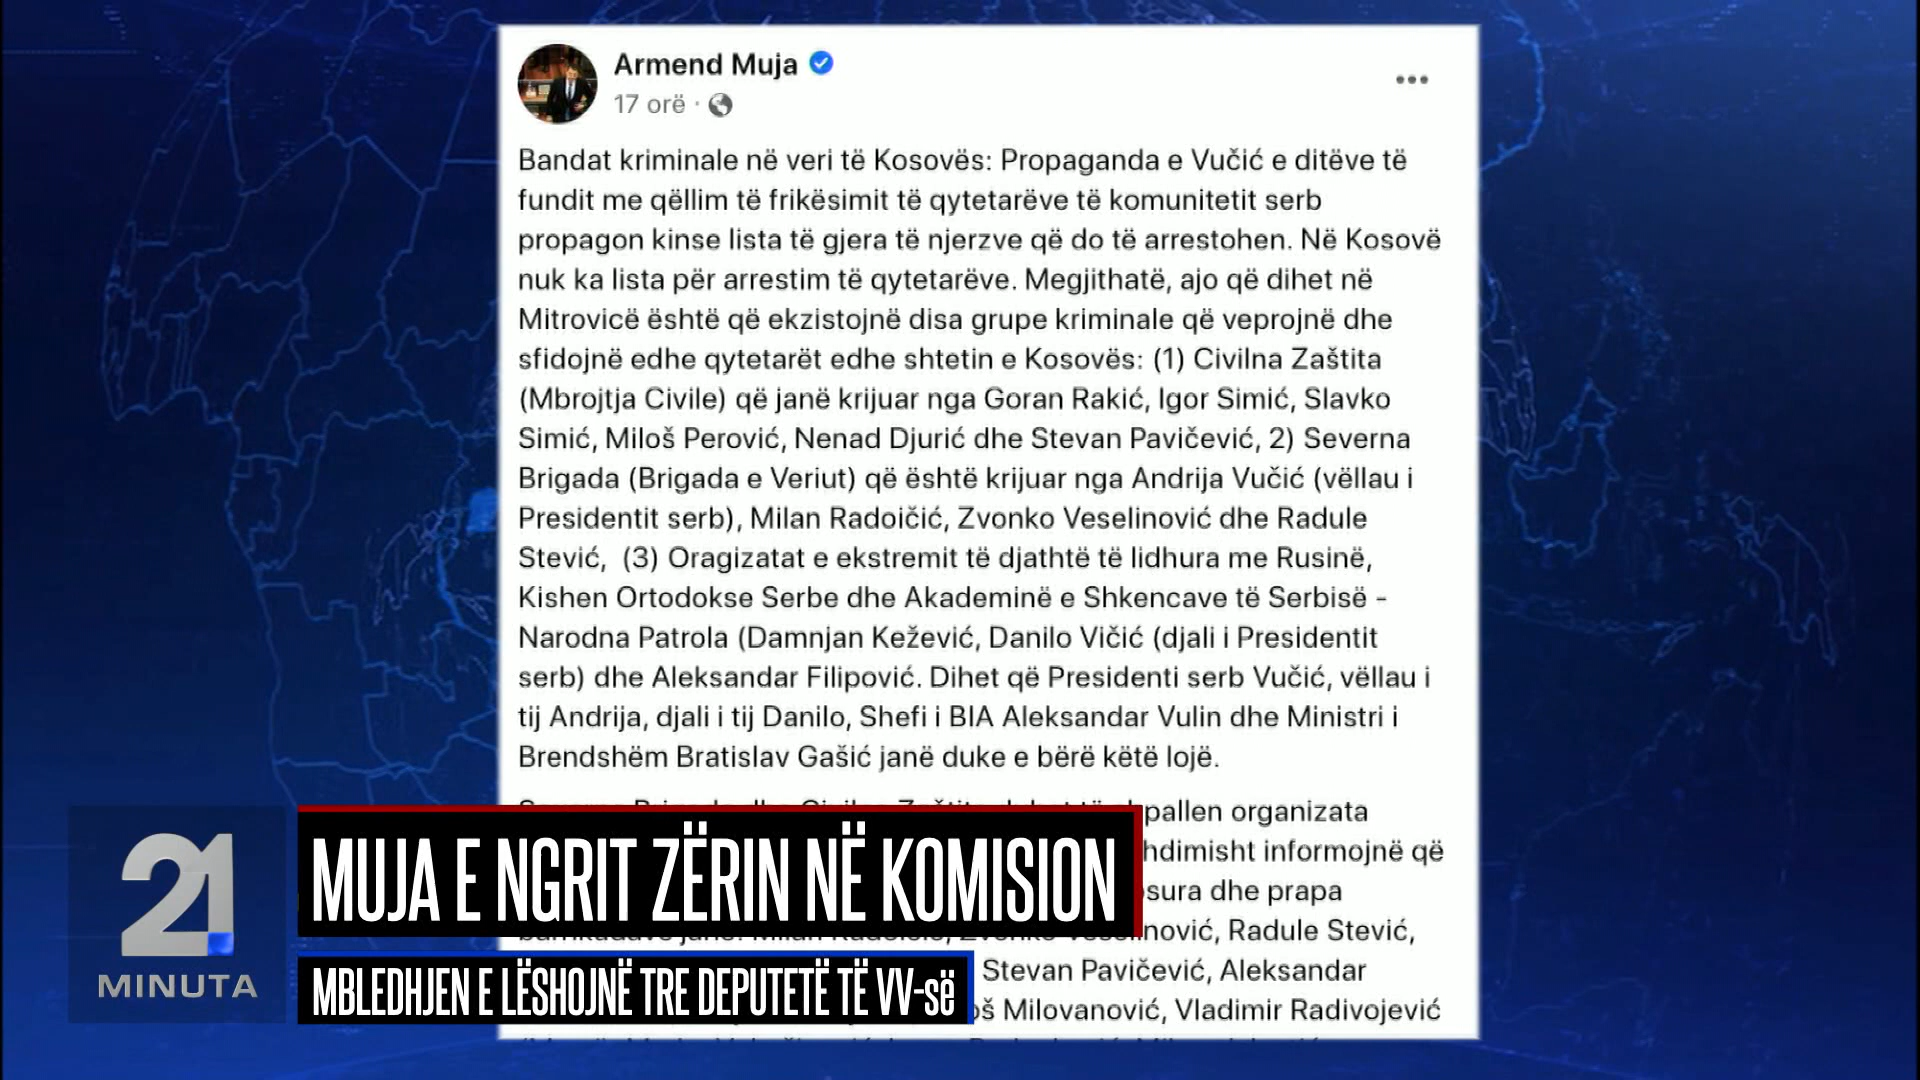 Armend Muja
17 orë ·
Bandat kriminale në veri të Kosovës: Propaganda e Vučić e ditëve të
fundit me qëllim të frikësimit të qytetarëve të komunitetit serb
propagon kinse lista të gjera të njerzve që do të arrestohen. Në Kosovë
nuk ka lista për arrestim të qytetarëve. Megjithatë, ajo që dihet në
Mitrovicë është që ekzistojnë disa grupe kriminale që veprojnë dhe
sfidojnë edhe qytetarët edhe shtetin e Kosovës: (1) Civilna Zaštita
(Mbrojtja Civile) që janë krijuar nga Goran Rakić, Igor Simić, Slavko
Simić, Miloš Perović, Nenad Djurić dhe Stevan Pavičević, 2) Severna
Brigada (Brigada e Veriut) që është krijuar nga Andrija Vučić (vëllau i
Presidentit serb), Milan Radoičić, Zvonko Veselinović dhe Radule
Stević, (3) Oragizatat e ekstremit të djathtë të lidhura me Rusinë,
Kishen Ortodokse Serbe dhe Akademinë e Shkencave të Serbisë -
Narodna Patrola (Damnjan Kežević, Danilo Vičić (djali i Presidentit
serb) dhe Aleksandar Filipović. Dihet që Presidenti serb Vučić, vëllau i
tij Andrija, djali i tij Danilo, Shefi i BIA Aleksandar Vulin dhe Ministri i
Brendshëm Bratislav Gašić janë duke e bërë këtë lojë.
organizata
informojnë që
dhe prapa
Radule Stević,
Stevan Pavičević, Aleksandar
Milovanović, Vladimir Radivojević
MUJA E NGRIT ZËRIN NË KOMISION
MBLEDHJEN E LËSHOJNË TRE DEPUTETË TË VV-së
21
MINUTA